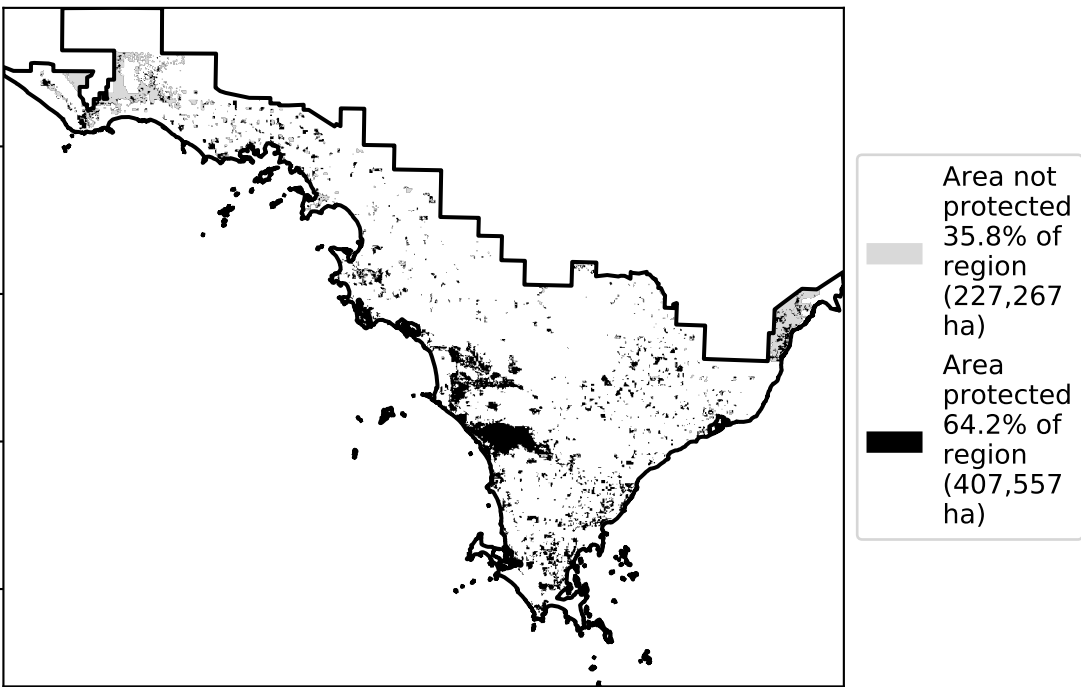 Area not
protected
35.8% of
region
(227,267
ha)
Area
protected
64.2% of
region
(407,557
ha)